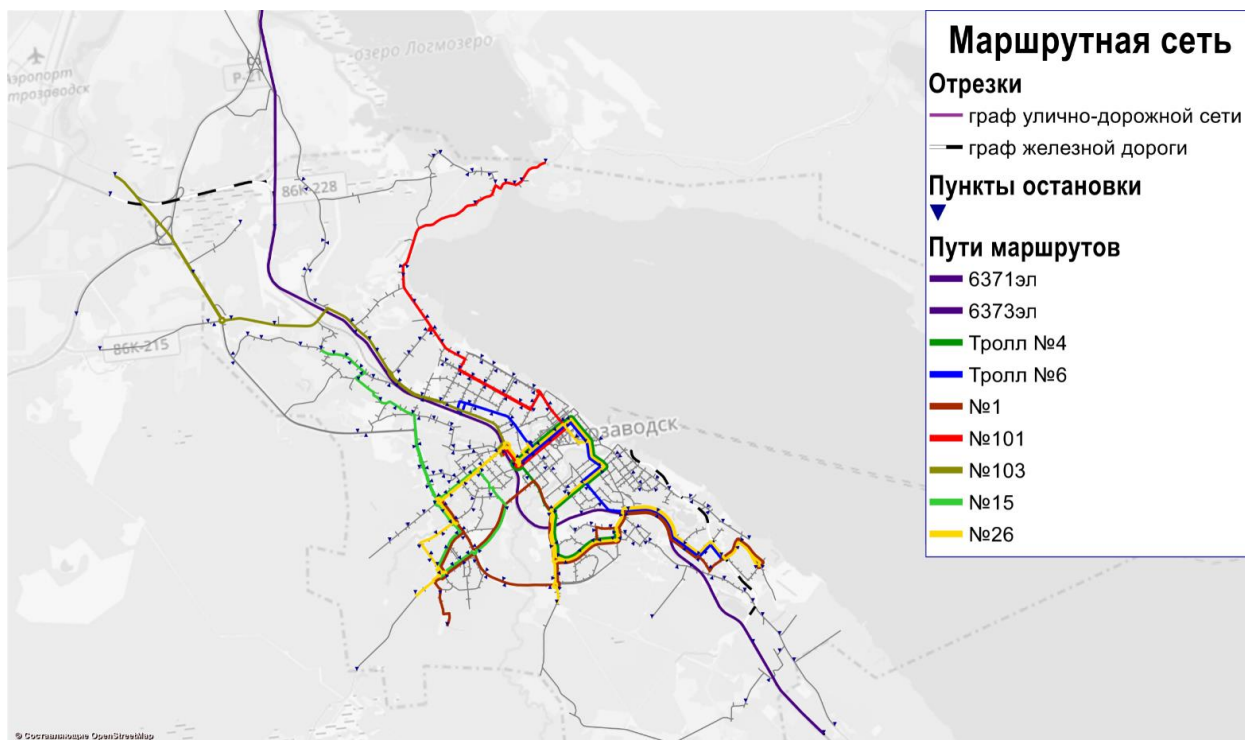 озеро Логмозеро
Р-21
Аэропорт
трозаводск
86К-228
86К-215
заводск
© Составляющие OpenStreetMap
Маршрутная сеть
Отрезки
граф улично-дорожной сети
граф железной дороги
Пункты остановки
Пути маршрутов
6371эл
6373эл
Тролл №4
Тролл №6
№1
№101
№103
№15
№26